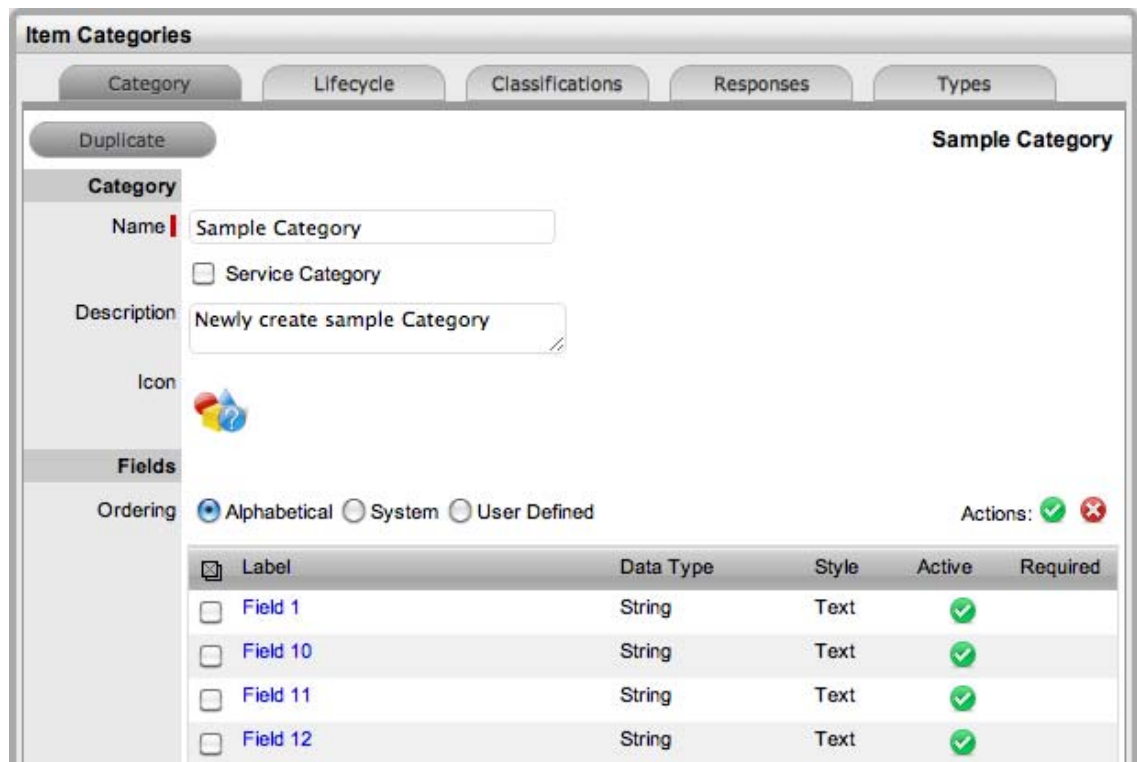 Item Categories
Category Lifecycle Classifications Responses Types
Duplicate Sample Category
Category
Name Sample Category
Service Category
Description Newly create sample Category
Icon
?
Fields
Ordering Alphabetical System User Defined Actions:
Label Data Type Style Active Required
Field 1 String Text
Field 10 String Text
Field 11 String Text
Field 12 String Text